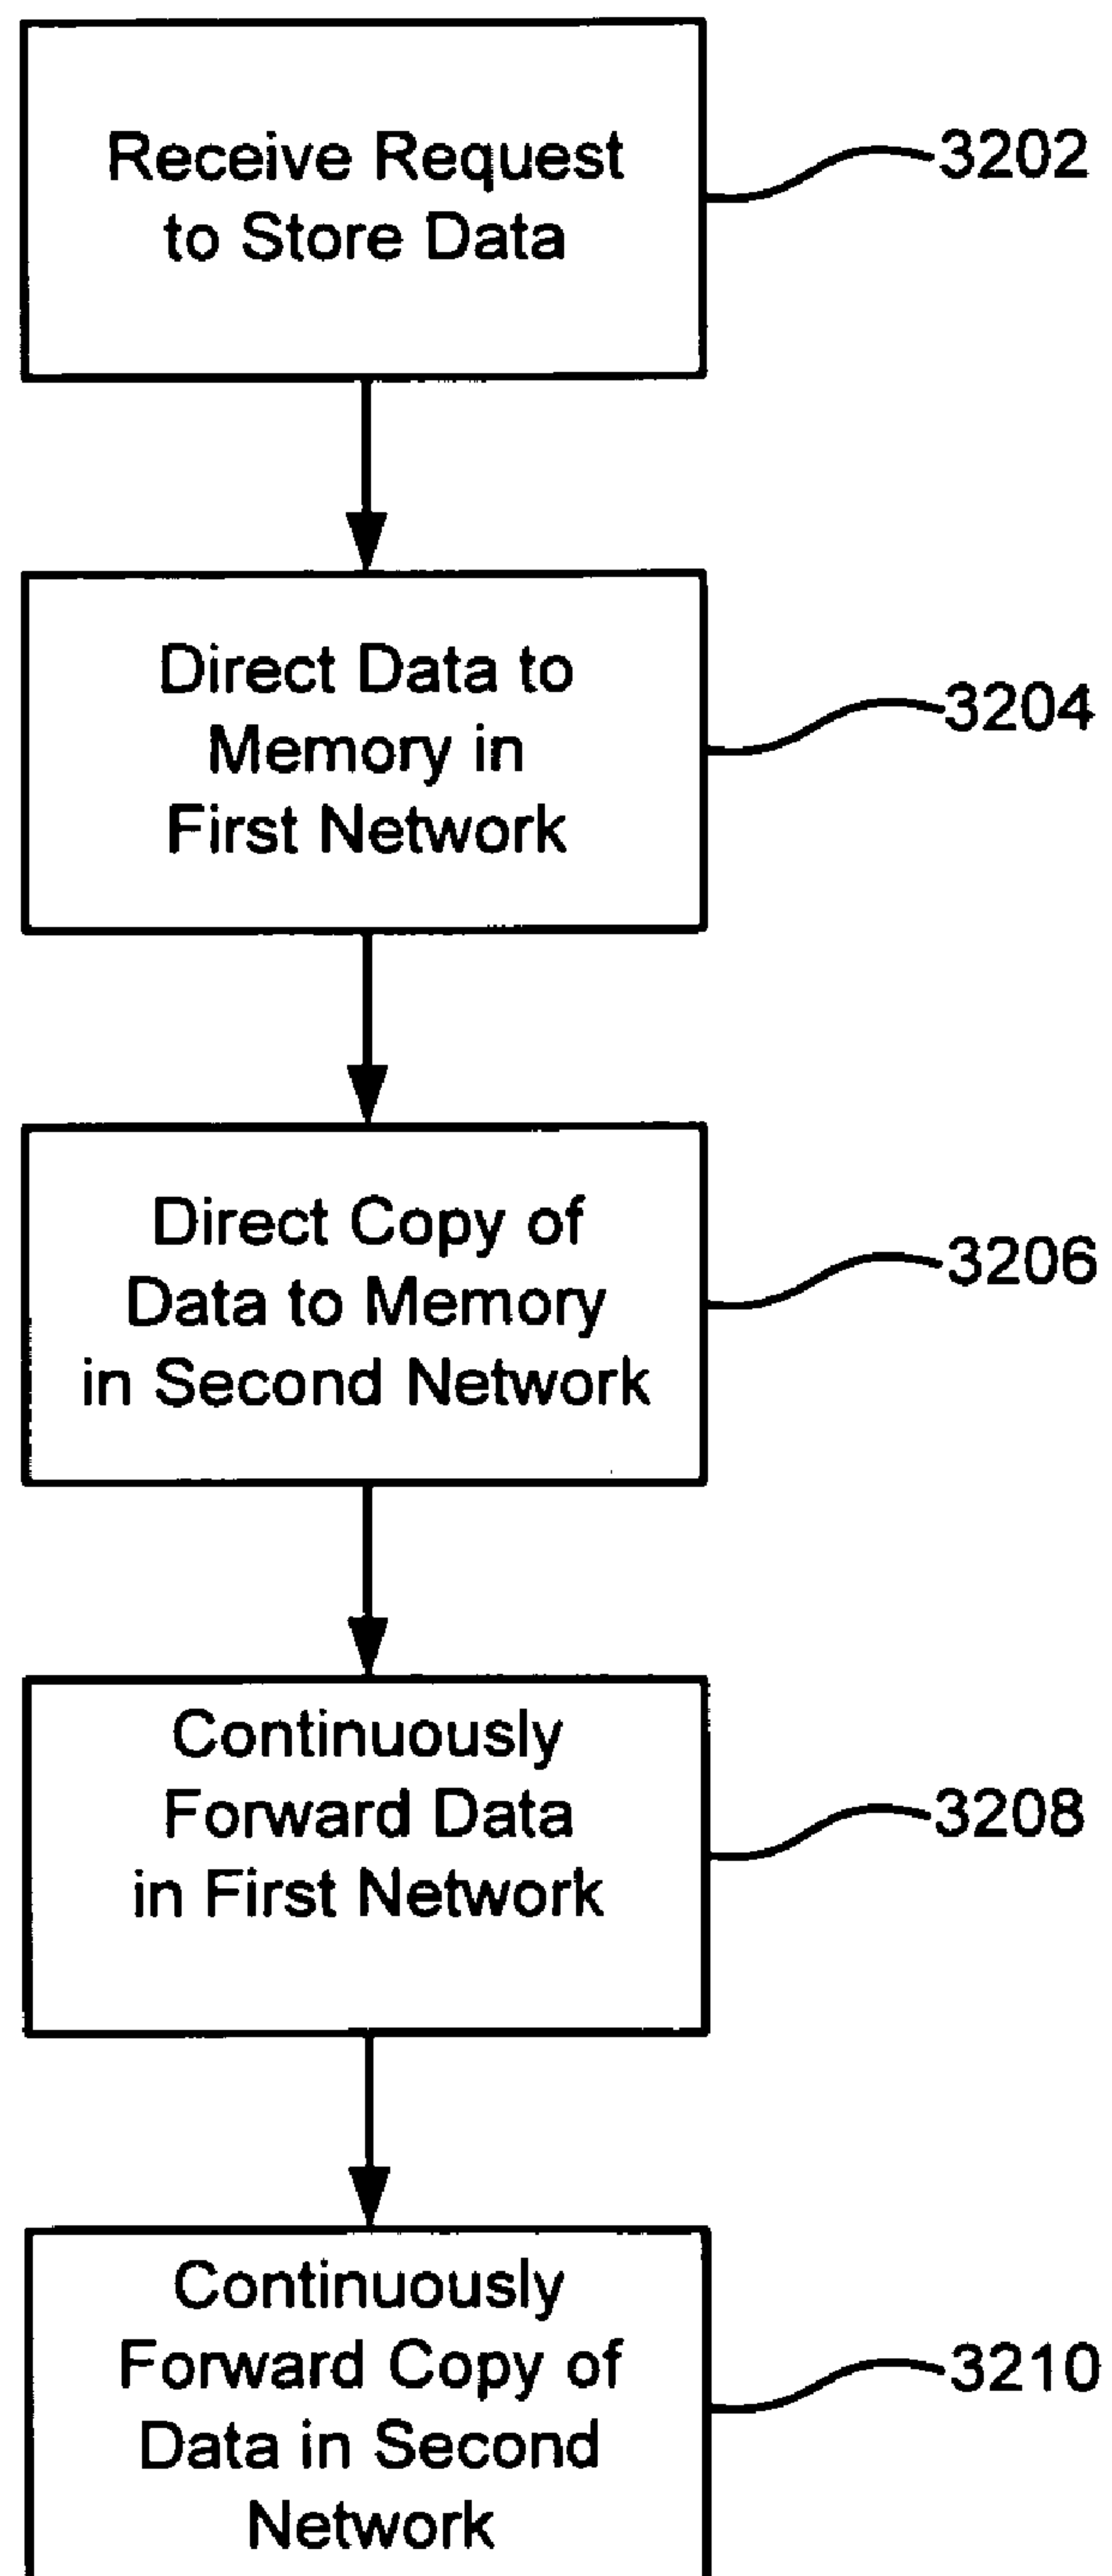 Receive Request
to Store Data
3202
Direct Data to
Memory in
First Network
3204
Direct Copy of
Data to Memory
in Second Network
3206
Continuously
Forward Data
in First Network
3208
Continuously
Forward Copy of
Data in Second
Network
3210